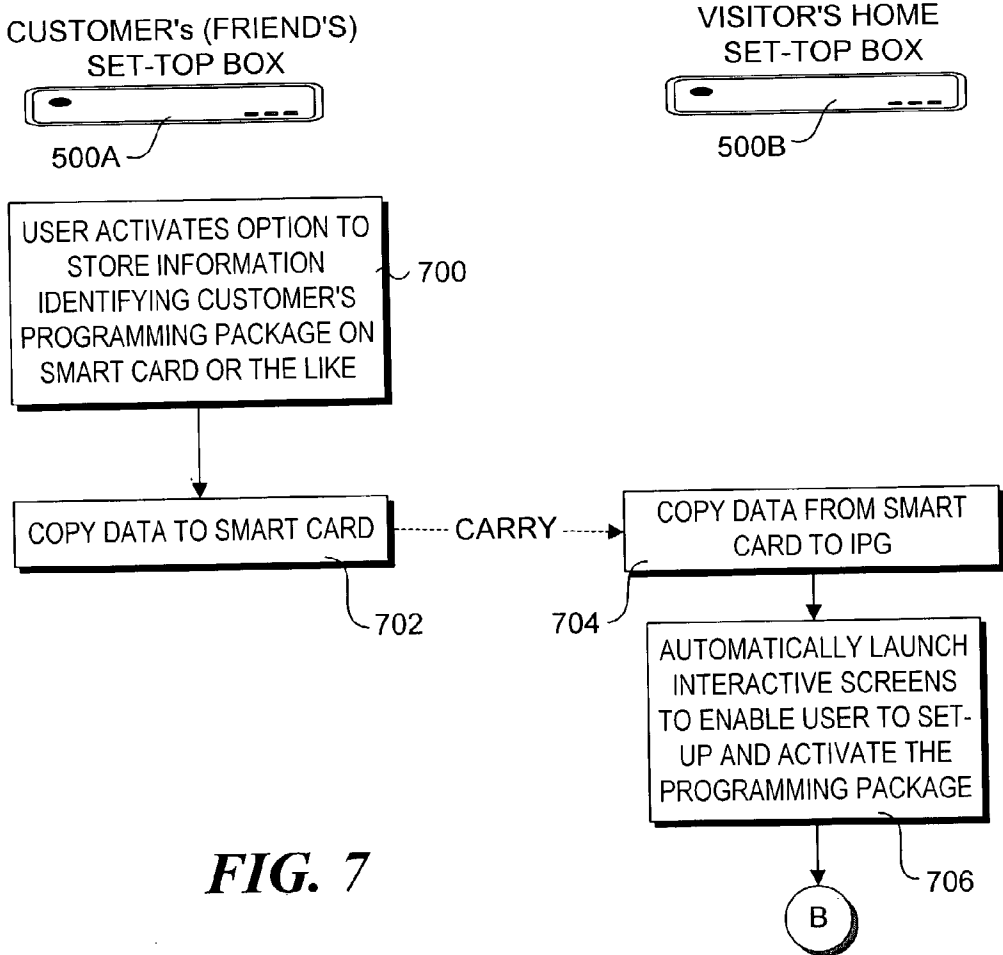 CUSTOMER's (FRIEND'S)
SET-TOP BOX
500A
VISITOR'S HOME
SET-TOP BOX
500B
USER ACTIVATES OPTION TO
STORE INFORMATION
IDENTIFYING CUSTOMER'S
PROGRAMMING PACKAGE ON
SMART CARD OR THE LIKE
700
COPY DATA TO SMART CARD
702
CARRY
COPY DATA FROM SMART
CARD TO IPG
704
AUTOMATICALLY LAUNCH
INTERACTIVE SCREENS
TO ENABLE USER TO SET-
UP AND ACTIVATE THE
PROGRAMMING PACKAGE
706
B
FIG. 7